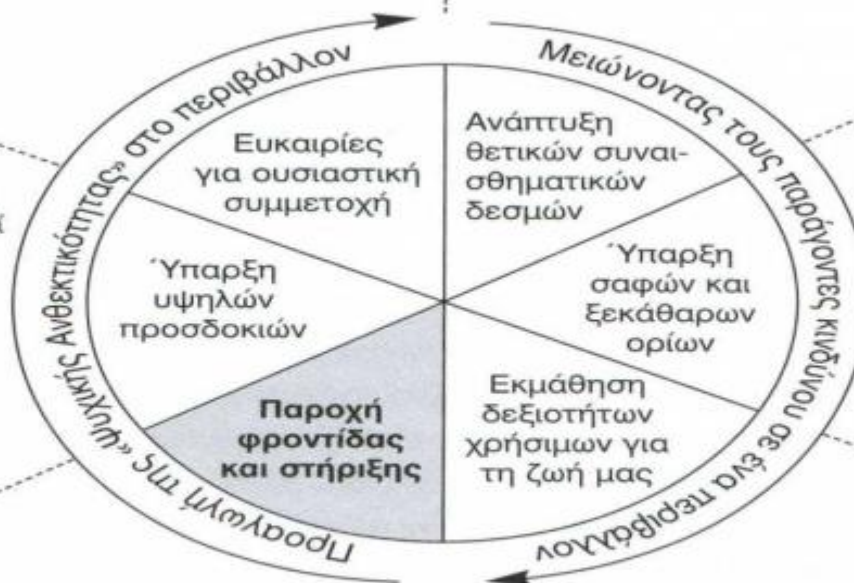 Μειώνοντας τους παράγοντες κινδύνου σε ένα περιβάλλον
Προαγωγή της «ψυχικής Ανθεκτικότητας» στο περιβάλλον
Ανάπτυξη
θετικών συναι-
σθηματικών
δεσμών
Ύπαρξη
σαφών και
ξεκάθαρων
ορίων
Εκμάθηση
δεξιοτήτων
χρήσιμων για
τη ζωή μας
Παροχή
φροντίδας
και στήριξης
Ύπαρξη
υψηλών
προσδοκιών
Ευκαιρίες
για ουσιαστική
συμμετοχή